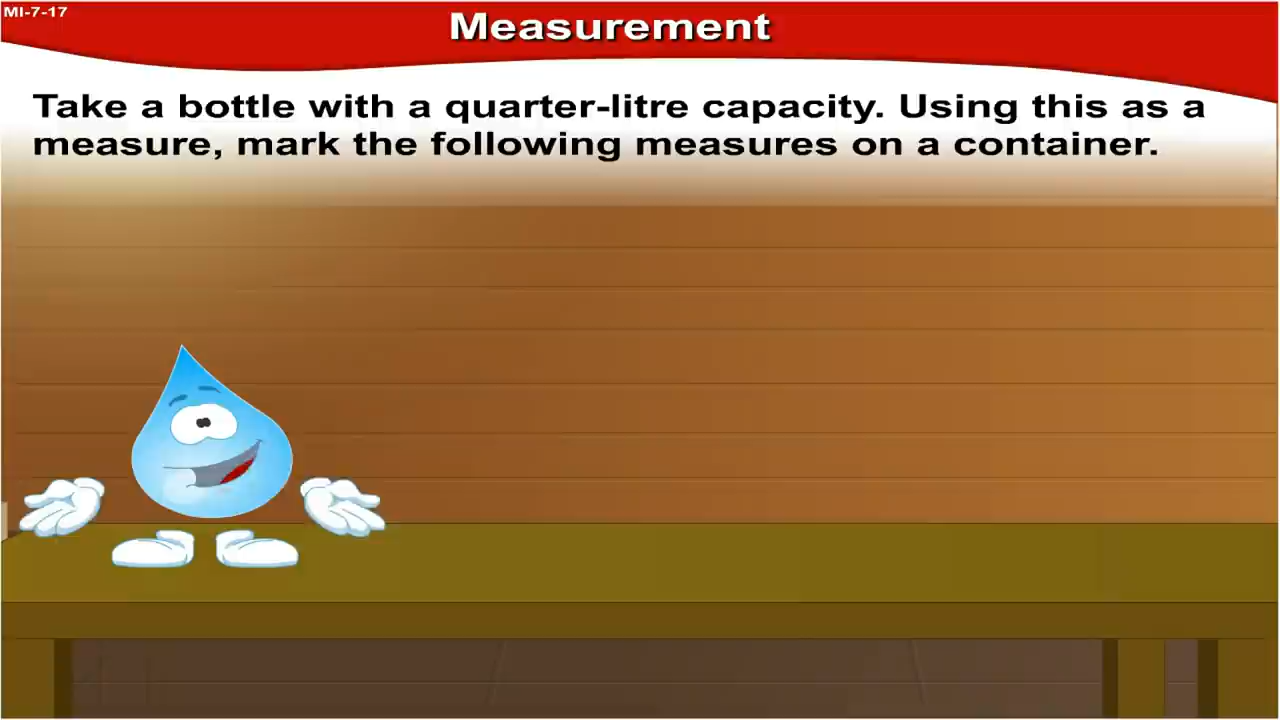 MI-7-17
Measurement
Take a bottle with a quarter-litre capacity. Using this as a
measure, mark the following measures on a container.